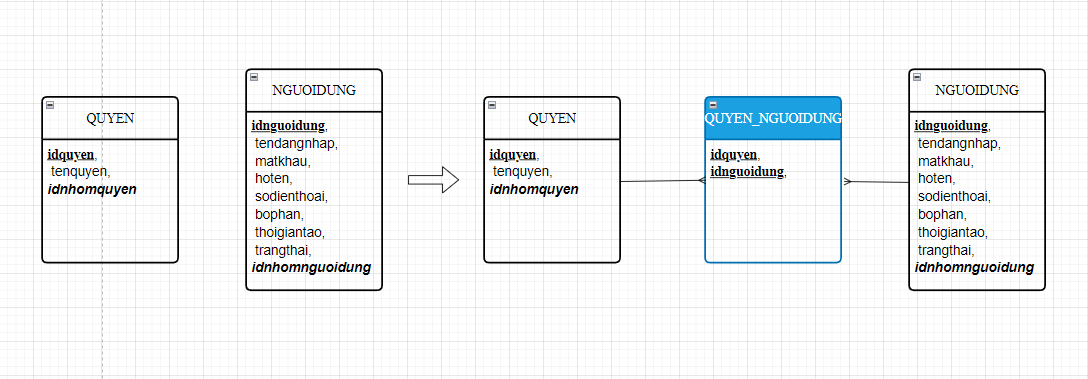 QUYEN
idquyen,
tenquyen,
idnhomquyen
NGUOIDUNG
idnguoidung,
tendangnhap,
matkhau,
hoten,
sodienthoai,
bophan,
thoigiantao,
trangthai,
idnhomnguoidung
QUYEN
idquyen,
tenquyen,
idnhomquyen
QUYEN_NGUOIDUNG
idquyen,
idnguoidung,
NGUOIDUNG
idnguoidung,
tendangnhap,
matkhau,
hoten,
sodienthoai,
bophan,
thoigiantao,
trangthai,
idnhomnguoidung